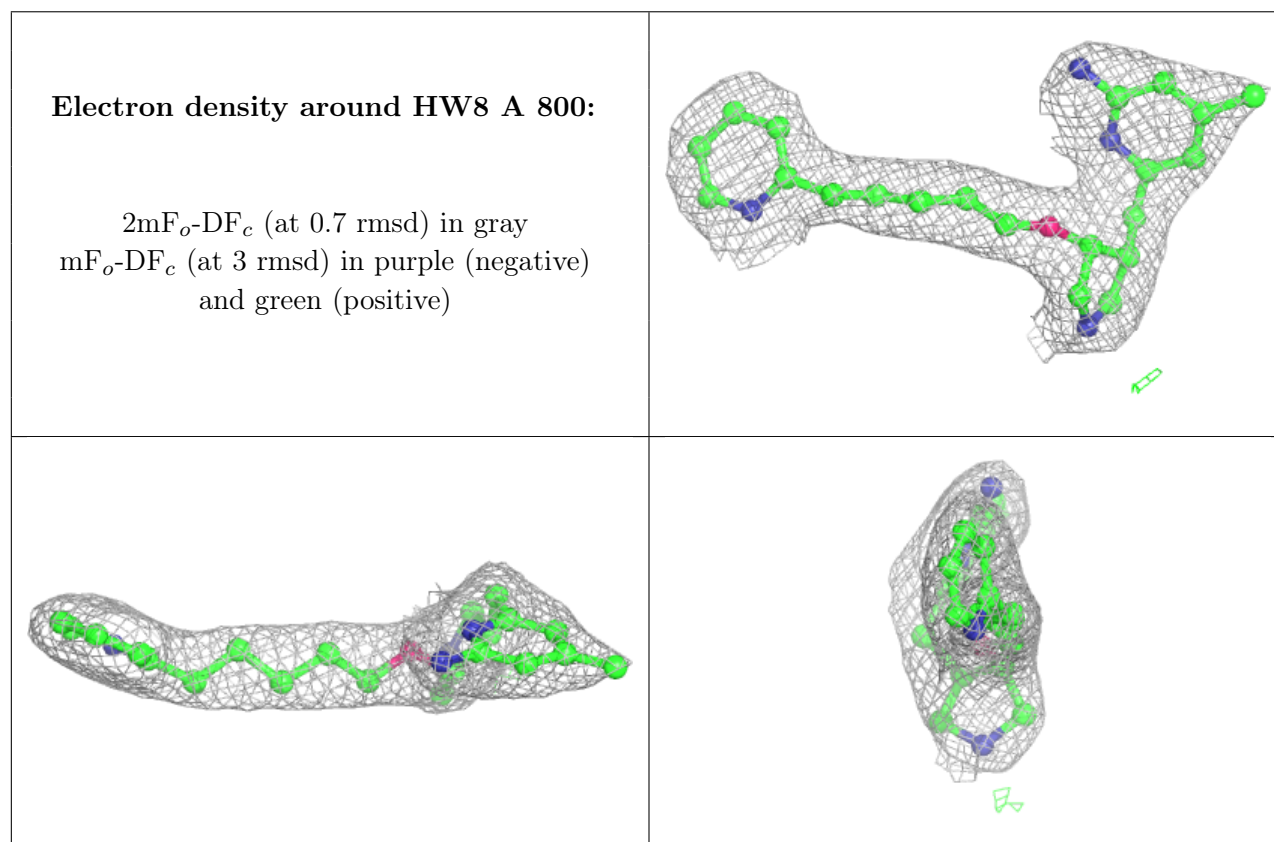 Electron density around HW8 A 800:
2mFo-DFc (at 0.7 rmsd) in gray
mFo-DFc (at 3 rmsd) in purple (negative)
and green (positive)